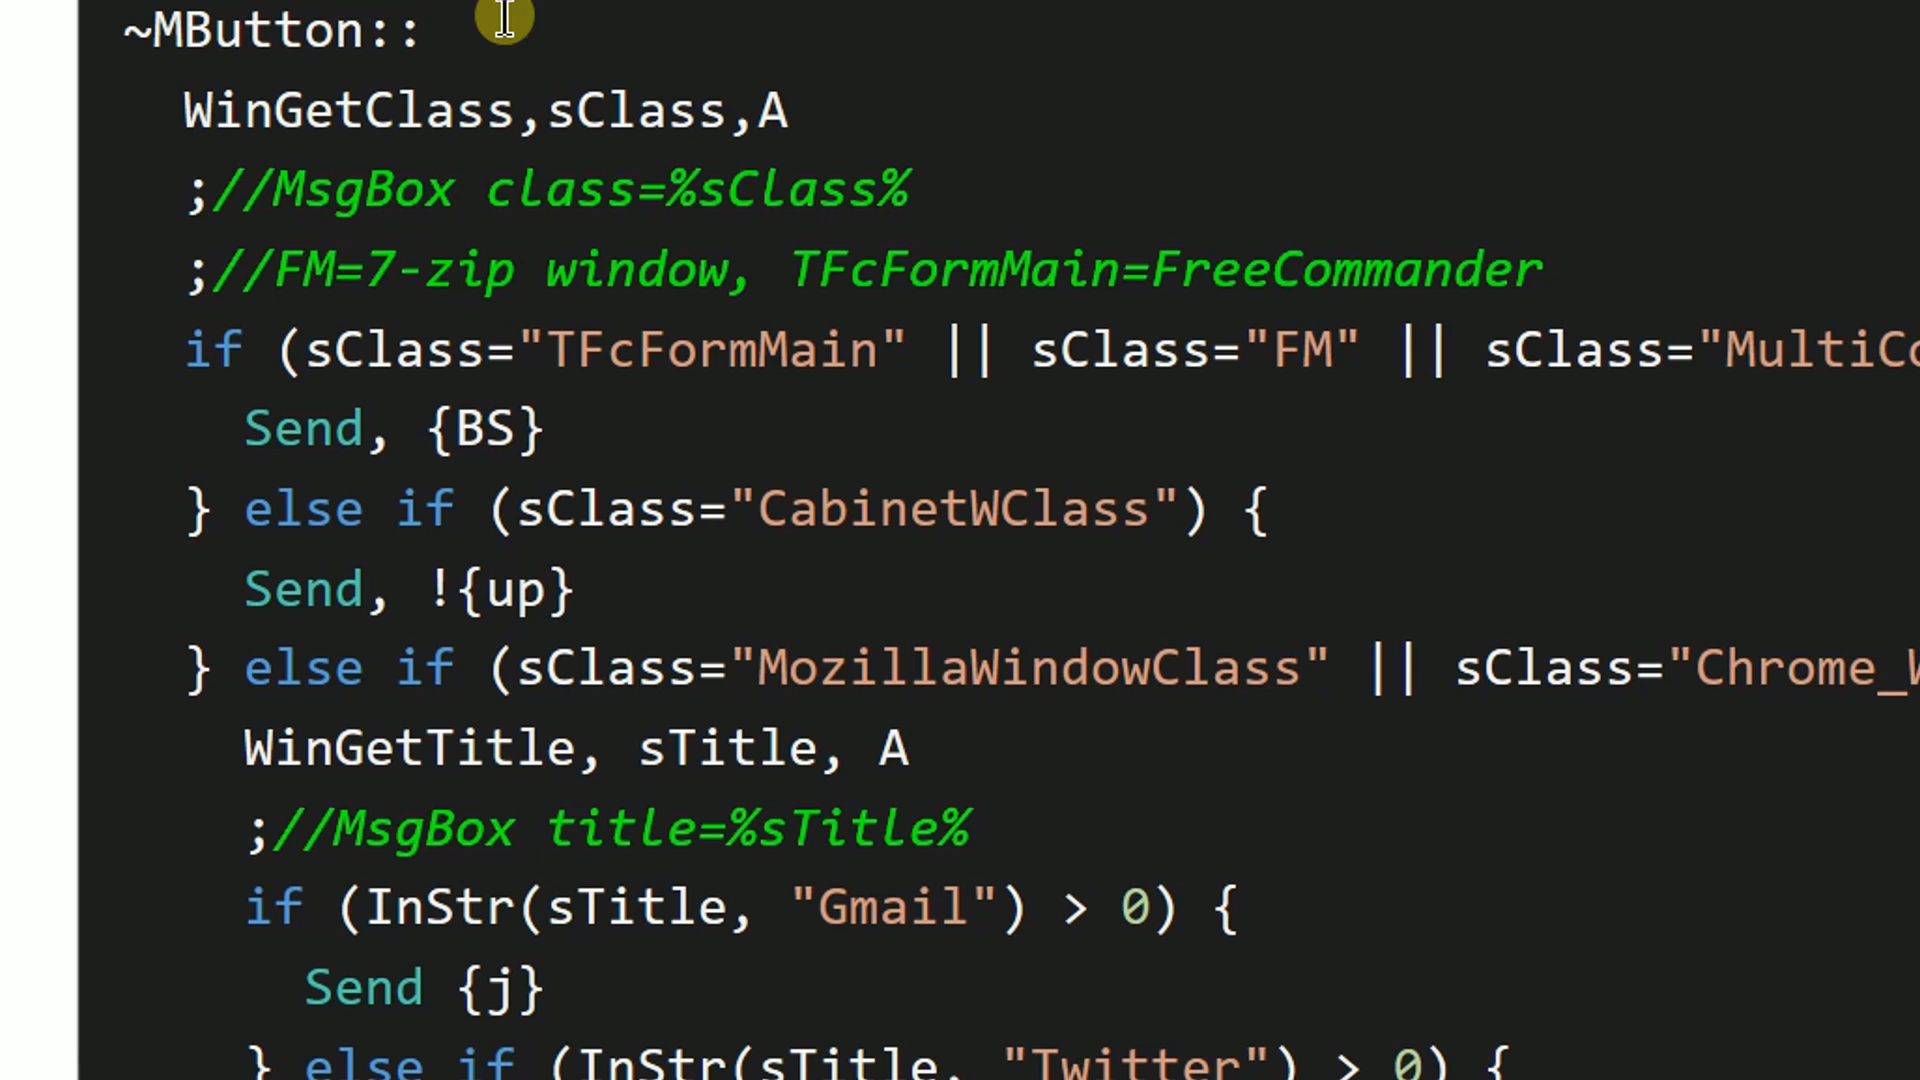 ~MButton::
WinGetClass,sClass,A
;//MsgBox class=%sClass%
;//FM=7-zip window, TFcFormMain=FreeCommander
if (sClass="TFcFormMain" || sClass="FM" || sClass="MultiCo
Send, {BS}
} else if (sClass="CabinetWClass") {
Send, !{up}
} else if (sClass="MozillaWindowClass" || sClass="Chrome_W
WinGetTitle, sTitle, A
;//MsgBox title=%sTitle%
if (InStr(sTitle, "Gmail") > 0) {
Send {j}
} else if (InStr(sTitle, "Twitter") > 0) {